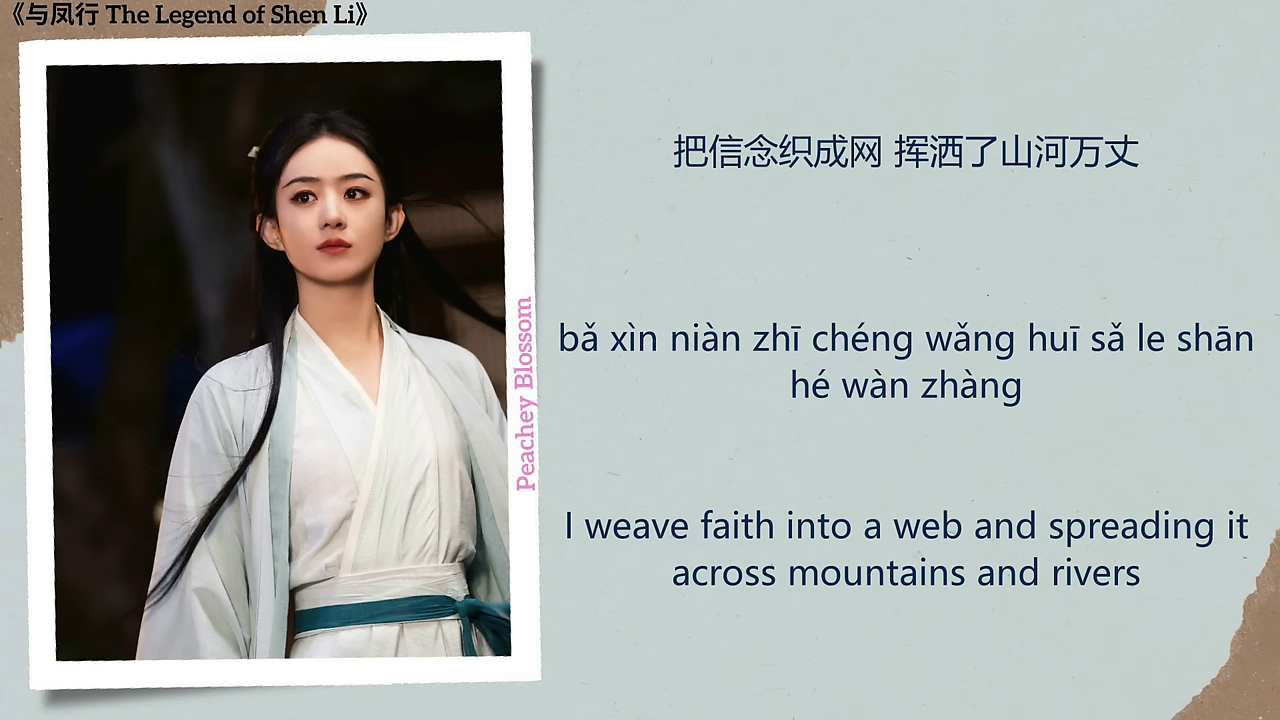 《与凤行 The Legend of Shen Li》
把信念织成网 挥洒了山河万丈
Peachey Blossom
bǎ xìn niàn zhī chéng wǎng huī sǎ le shān
hé wàn zhàng
I weave faith into a web and spreading it
across mountains and rivers